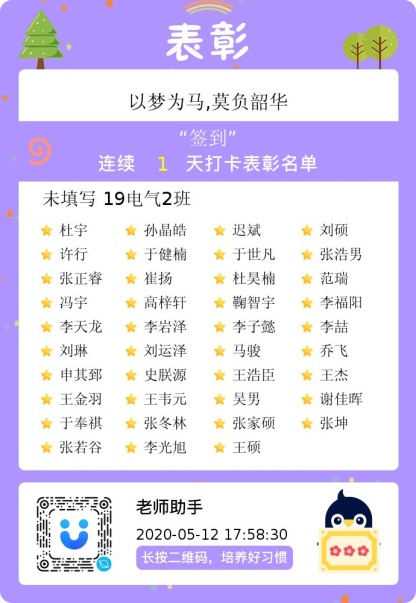 表彰
以梦为马,莫负韶华
“签到”
连续 1 天打卡表彰名单
未填写 19电气2班
杜宇 孙晶皓 迟斌 刘硕
许行 于健楠 于世凡 张浩男
张正睿 崔扬 杜昊楠 范瑞
冯宇 高梓轩 鞠智宇 李福阳
李天龙 李岩泽 李子懿 李喆
刘琳 刘运泽 马骏 乔飞
申其郅 史朕源 王浩臣 王杰
王金羽 王韦元 吴男 谢佳晖
于奉祺 张冬林 张家硕 张坤
张若谷 李光旭 王硕
老师助手
2020-05-12 17:58:30
长按二维码，培养好习惯